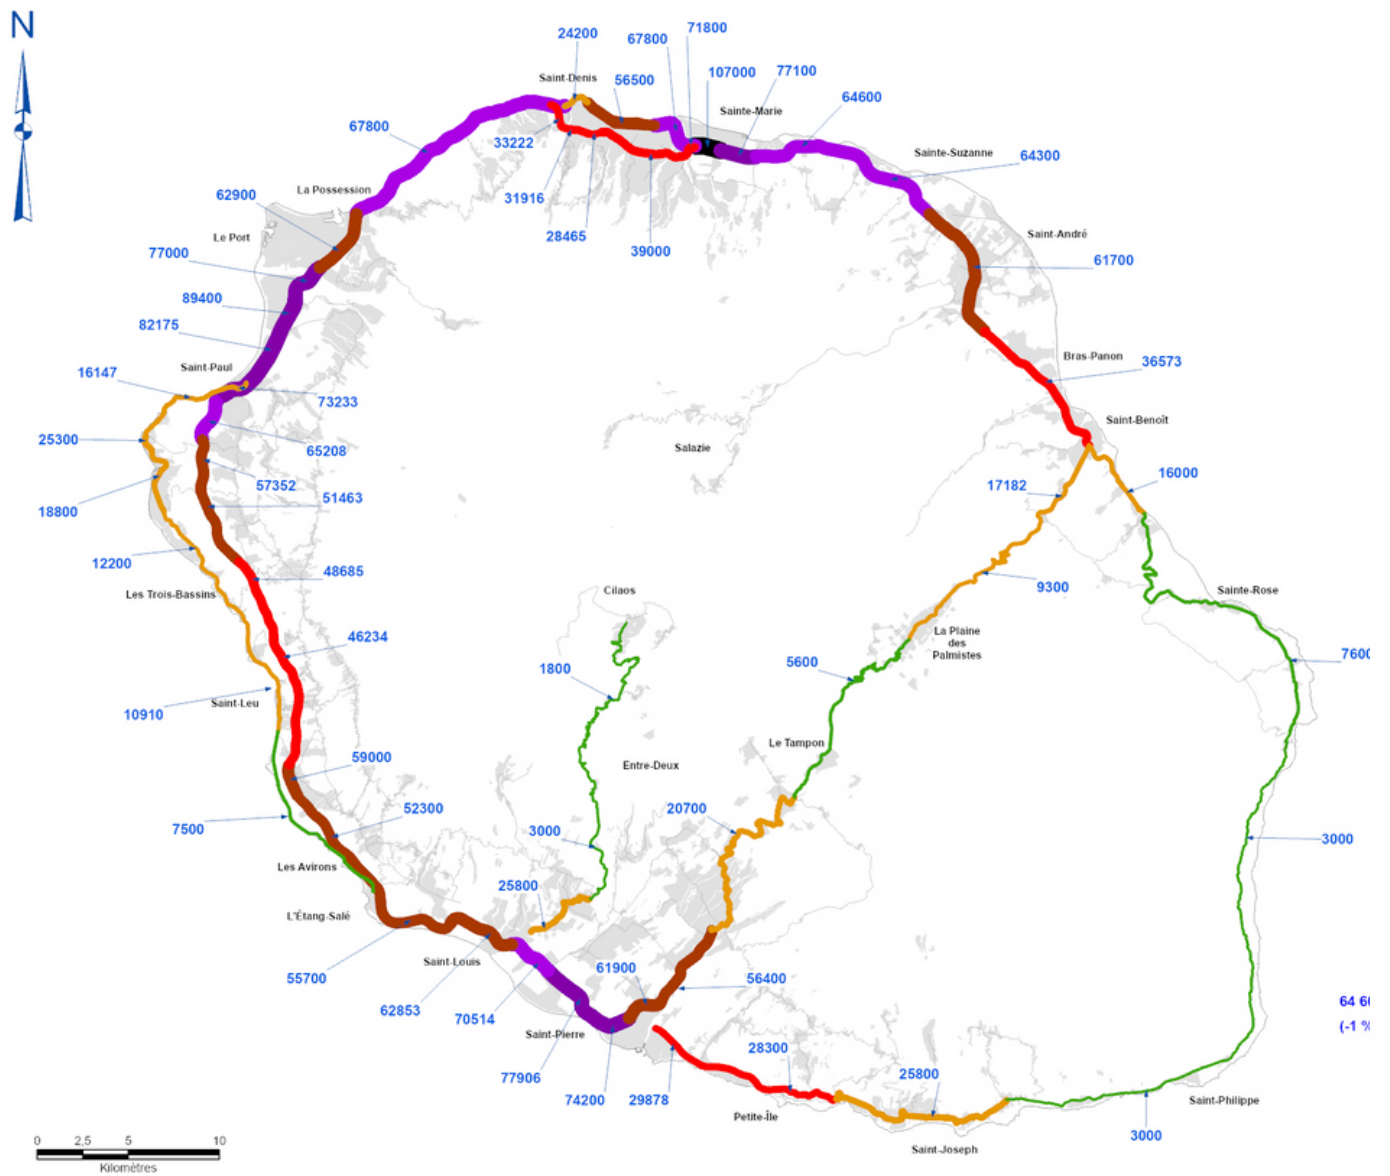 N
24200
67800
71800
107000
77100
64600
Saint-Denis
56500
Sainte-Marie
67800
33222
Sainte-Suzanne
64300
La Possession
62900
31916
28465
39000
Le Port
Saint-André
77000
61700
89400
82175
Saint-Paul
Bras-Panon
36573
16147
73233
25300
65208
Saint-Benoît
Salazie
57352
51463
17182
16000
18800
12200
48685
Cilaos
9300
Sainte-Rose
Les Trois-Bassins
46234
La Plaine
des
Palmistes
7600
1800
5600
10910
Saint-Leu
Le Tampon
59000
Entre-Deux
7500
52300
3000
20700
3000
Les Avirons
25800
L'Étang-Salé
Saint-Louis
55700
61900
56400
62853
70514
64 6
(-1 %
Saint-Pierre
28300
77906
25800
74200
29878
Petite-Île
Saint-Philippe
3000
Saint-Joseph
0 2,5 5 10
Kilomètres